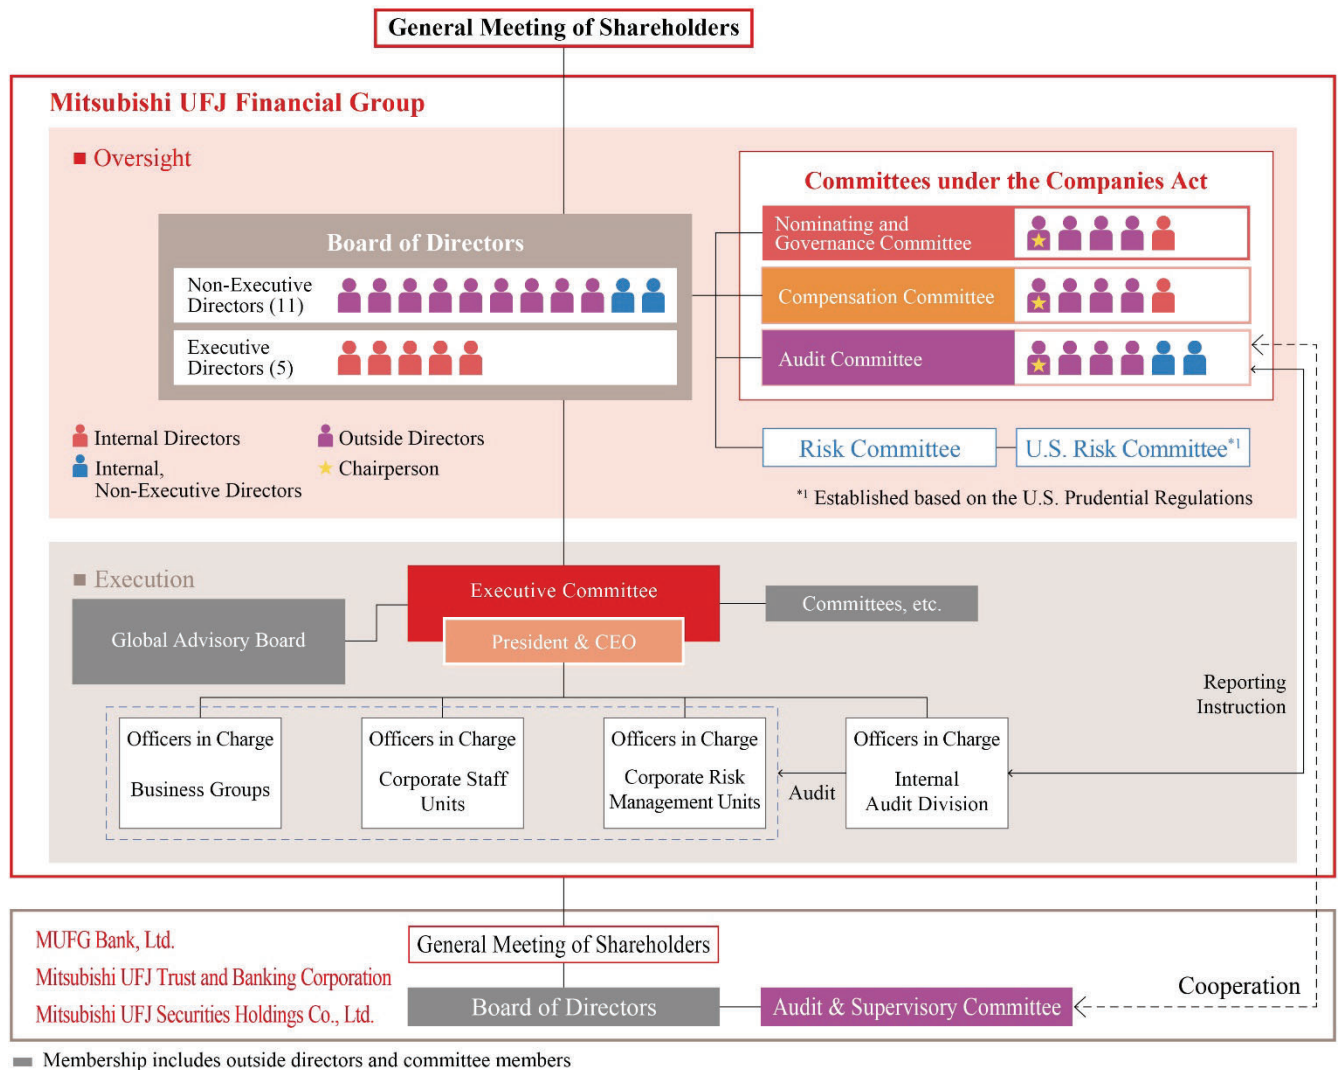 General Meeting of Shareholders
Mitsubishi UFJ Financial Group
Oversight
Board of Directors
Non-Executive
Directors (11)
Executive
Directors (5)
Internal Directors
Outside Directors
Internal,
Non-Executive Directors
Chairperson
Committees under the Companies Act
Nominating and
Governance Committee
Compensation Committee
Audit Committee
Risk Committee
U.S. Risk Committee*1
*1 Established based on the U.S. Prudential Regulations
Execution
Executive Committee
President & CEO
Global Advisory Board
Committees, etc.
Reporting
Instruction
Officers in Charge
Business Groups
Officers in Charge
Corporate Staff
Units
Officers in Charge
Corporate Risk
Management Units
Audit
Officers in Charge
Internal
Audit Division
MUFG Bank, Ltd.
Mitsubishi UFJ Trust and Banking Corporation
Mitsubishi UFJ Securities Holdings Co., Ltd.
General Meeting of Shareholders
Board of Directors
Audit & Supervisory Committee
Cooperation
Membership includes outside directors and committee members